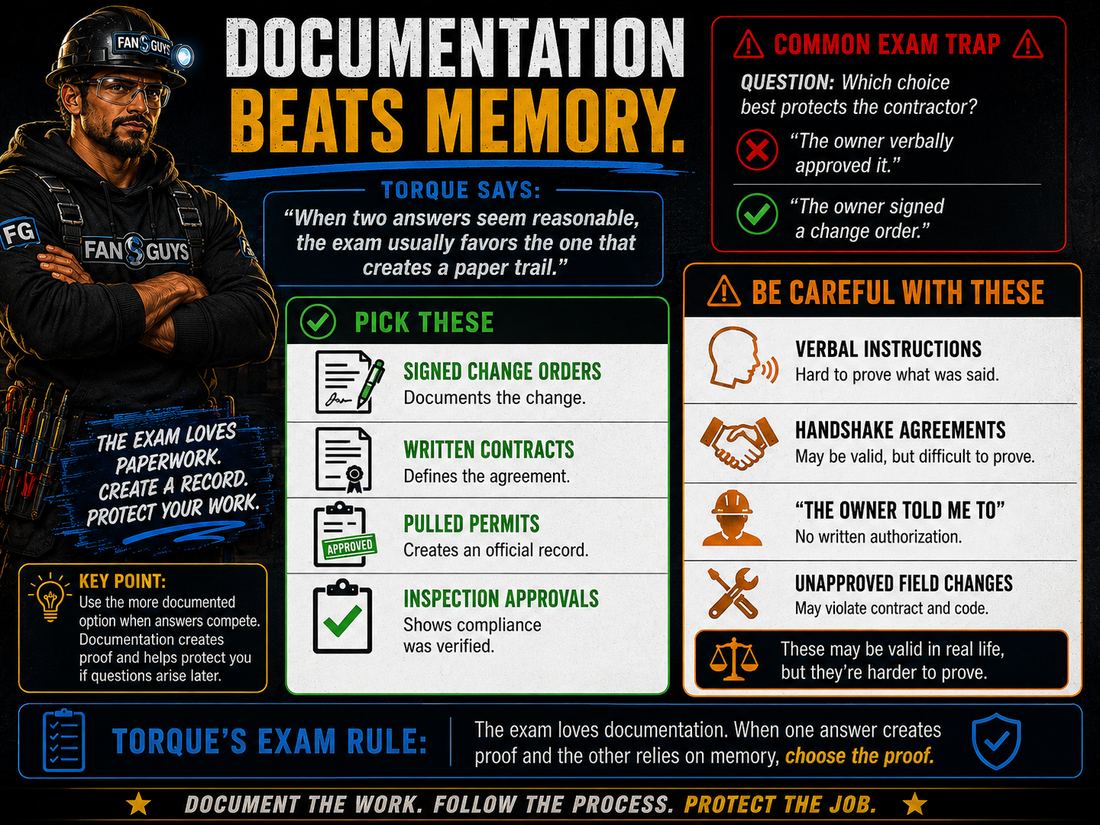 FAN GUYS
FG
FAN GUYS
DOCUMENTATION
BEATS MEMORY.
TORQUE SAYS:
“When two answers seem reasonable,
the exam usually favors the one that
creates a paper trail.”
COMMON EXAM TRAP
QUESTION: Which choice
best protects the contractor?
“The owner verbally
approved it.”
“The owner signed
a change order.”
PICK THESE
SIGNED CHANGE ORDERS
Documents the change.
WRITTEN CONTRACTS
Defines the agreement.
APPROVED
PULLED PERMITS
Creates an official record.
INSPECTION APPROVALS
Shows compliance
was verified.
BE CAREFUL WITH THESE
VERBAL INSTRUCTIONS
Hard to prove what was said.
HANDSHAKE AGREEMENTS
May be valid, but difficult to prove.
“THE OWNER TOLD ME TO”
No written authorization.
UNAPPROVED FIELD CHANGES
May violate contract and code.
These may be valid in real life,
but they’re harder to prove.
THE EXAM LOVES
PAPERWORK.
CREATE A RECORD.
PROTECT YOUR WORK.
KEY POINT:
Use the more documented
option when answers compete.
Documentation creates
proof and helps protect you
if questions arise later.
TORQUE’S EXAM RULE:
The exam loves documentation. When one answer creates
proof and the other relies on memory, choose the proof.
DOCUMENT THE WORK. FOLLOW THE PROCESS. PROTECT THE JOB.